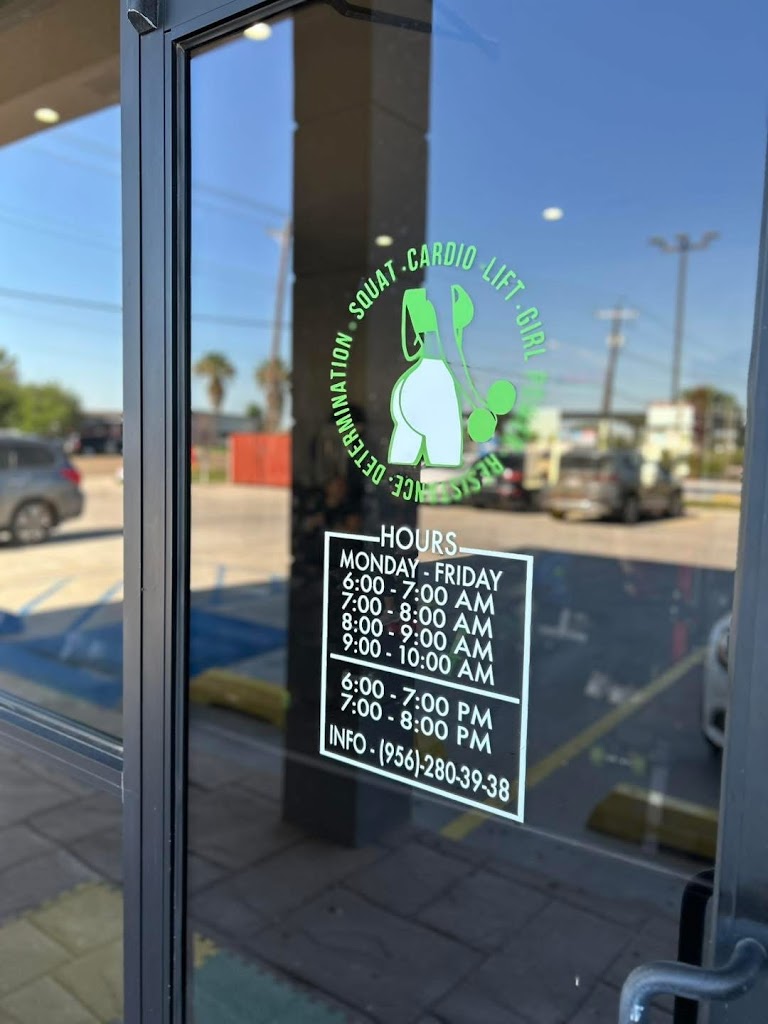 SQUAT · CARDIO · LIFT · GIRL
RESISTANCE · DETERMINATION ·
HOURS
MONDAY - FRIDAY
6:00 - 7:00 AM
7:00 - 8:00 AM
8:00 - 9:00 AM
9:00 - 10:00 AM
6:00 - 7:00 PM
7:00 - 8:00 PM
INFO - (956)-280-39-38